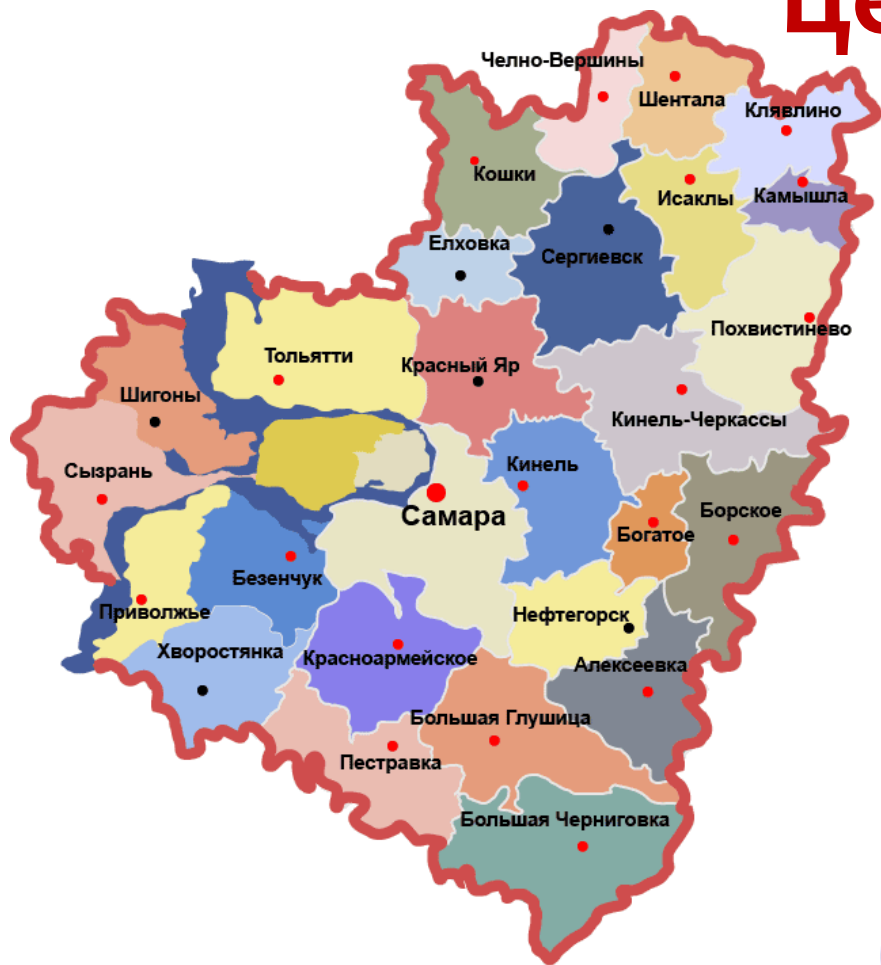 Це
Челно-Вершины
Шентала
Клявлино
Кошки
Исаклы
Камышла
Елховка
Сергиевск
Похвистинево
Тольятти
Красный Яр
Шигоны
Кинель-Черкассы
Сызрань
Кинель
Самара
Борское
Богатое
Безенчук
Приволжье
Нефтегорск
Хворостянка
Красноармейское
Алексеевка
Большая Глушица
Пестравка
Большая Черниговка